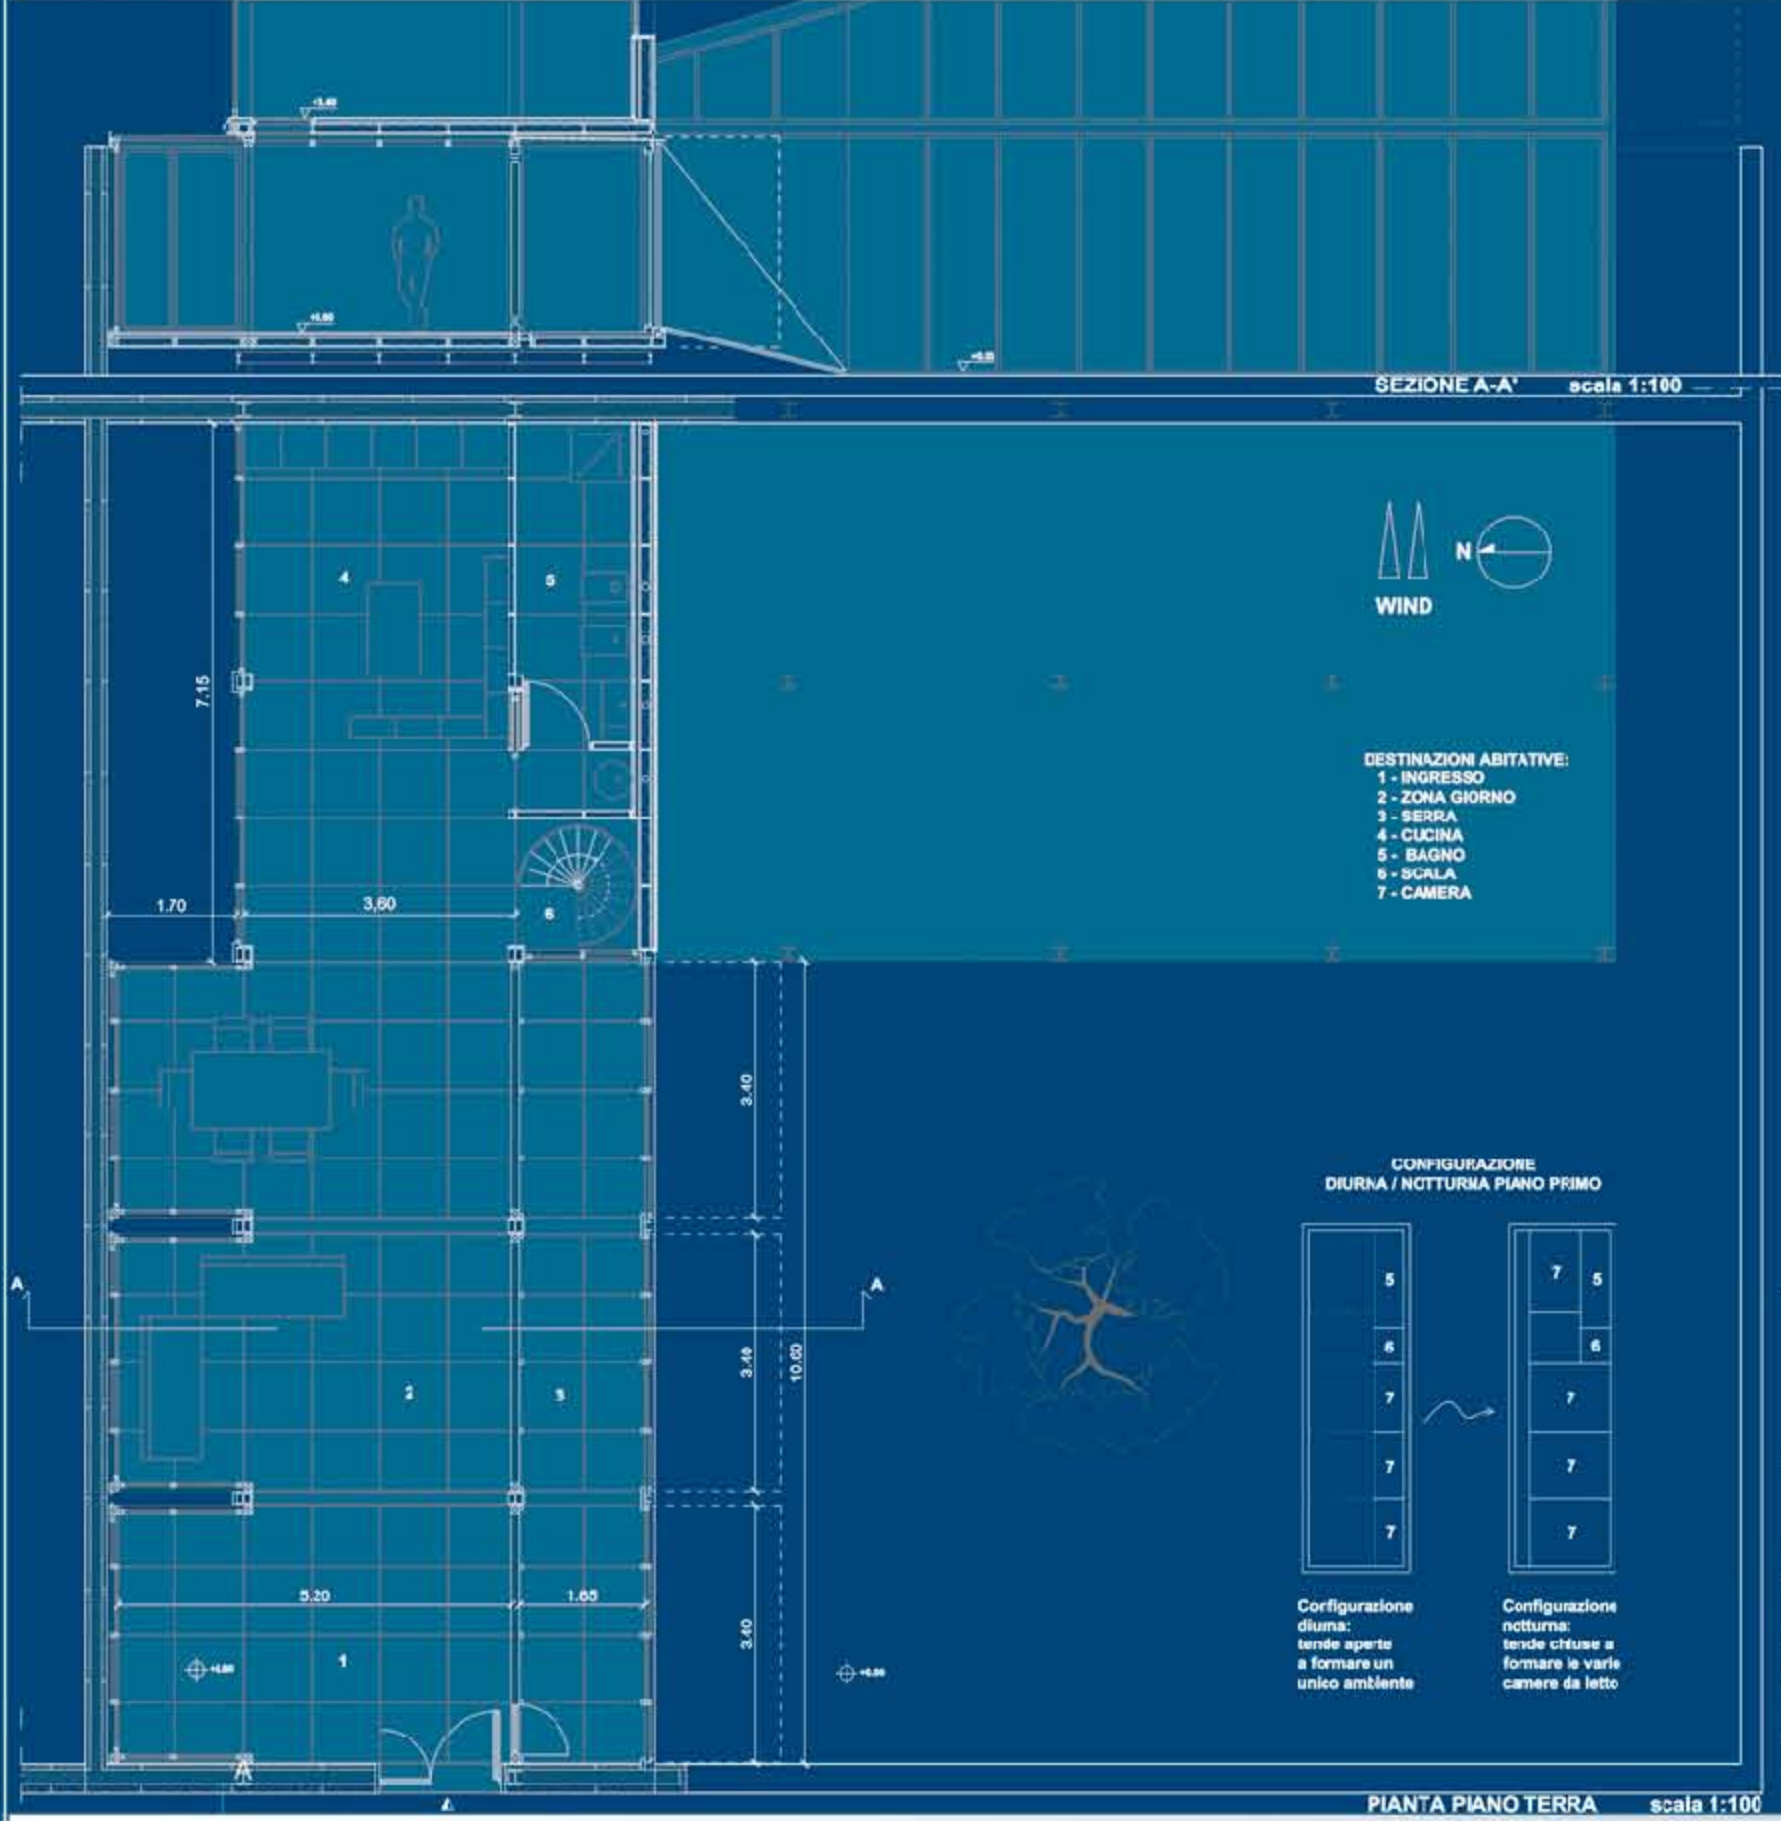 +3.60
SEZIONE A-A'
scala 1:100
4
5
N
WIND
7.15
DESTINAZIONI ABITATIVE:
1 - INGRESSO
2 - ZONA GIORNO
3 - SERRA
4 - CUCINA
5 - BAGNO
6 - SCALA
7 - CAMERA
1.70
3,60
6
3.40
CONFIGURAZIONE
DIURNA / NOTTURNA PIANO PRIMO
A
A
3.40
10.60
2
3
5
6
7
7
7
7
5
6
7
7
7
5.20
1.65
3.40
1
Configurazione
diurna:
tende aperte
a formare un
unico ambiente
Configurazione
notturna:
tende chiuse a
formare le varie
camere da letto
PIANTA PIANO TERRA
scala 1:100